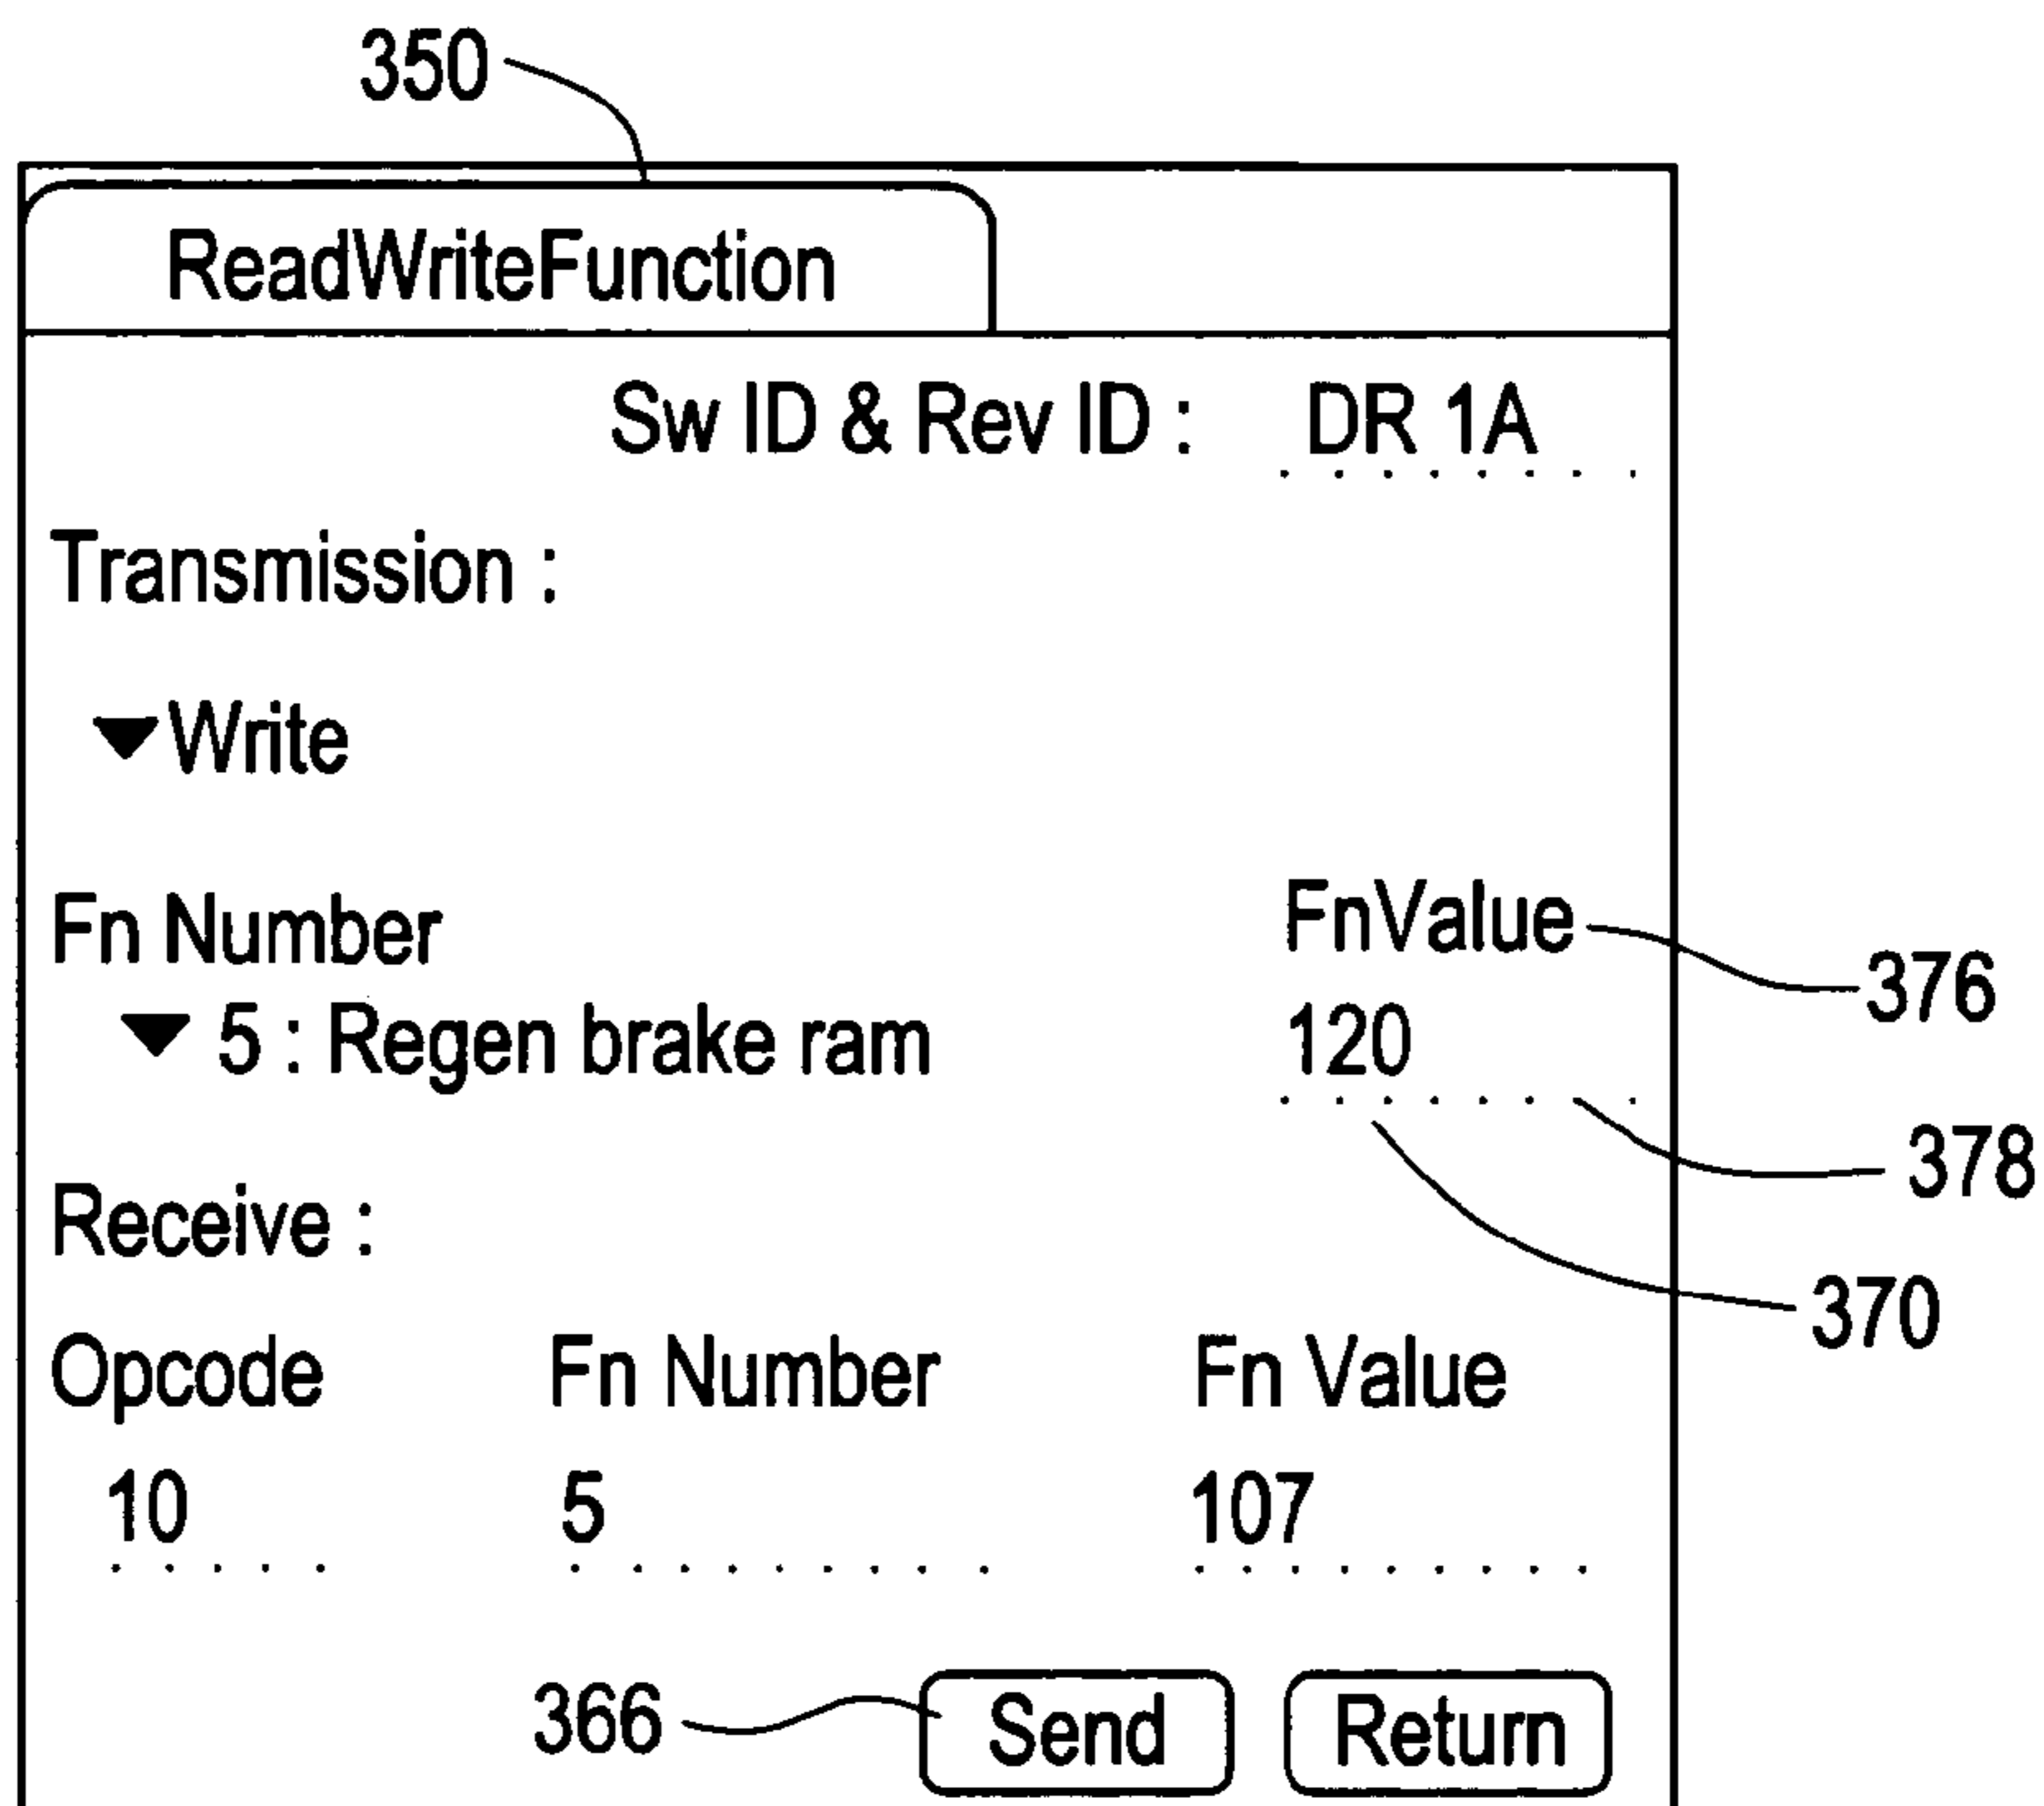 350
ReadWriteFunction
Sw ID & Rev ID : DR 1A
Transmission :
Write
Fn Number FnValue
376
5 : Regen brake ram 120
378
Receive :
370
Opcode Fn Number Fn Value
10 5 107
366 Send Return